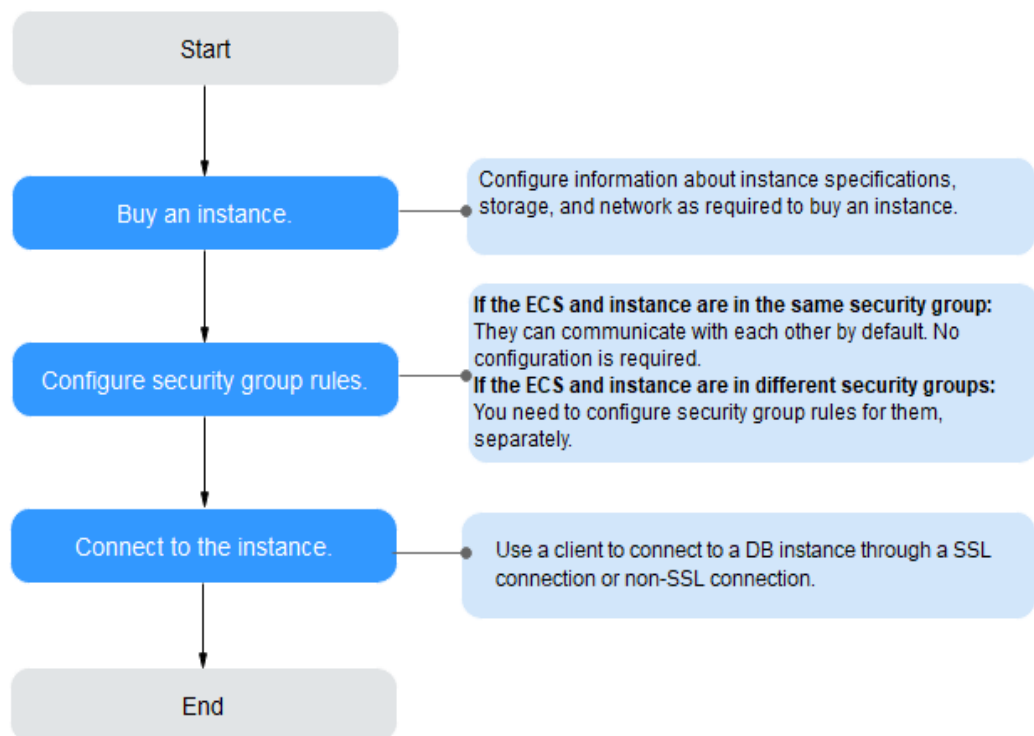 Start
Buy an instance.
Configure information about instance specifications,
storage, and network as required to buy an instance.
Configure security group rules.
If the ECS and instance are in the same security group:
They can communicate with each other by default. No
configuration is required.
If the ECS and instance are in different security groups:
You need to configure security group rules for them,
separately.
Connect to the instance.
Use a client to connect to a DB instance through a SSL
connection or non-SSL connection.
End